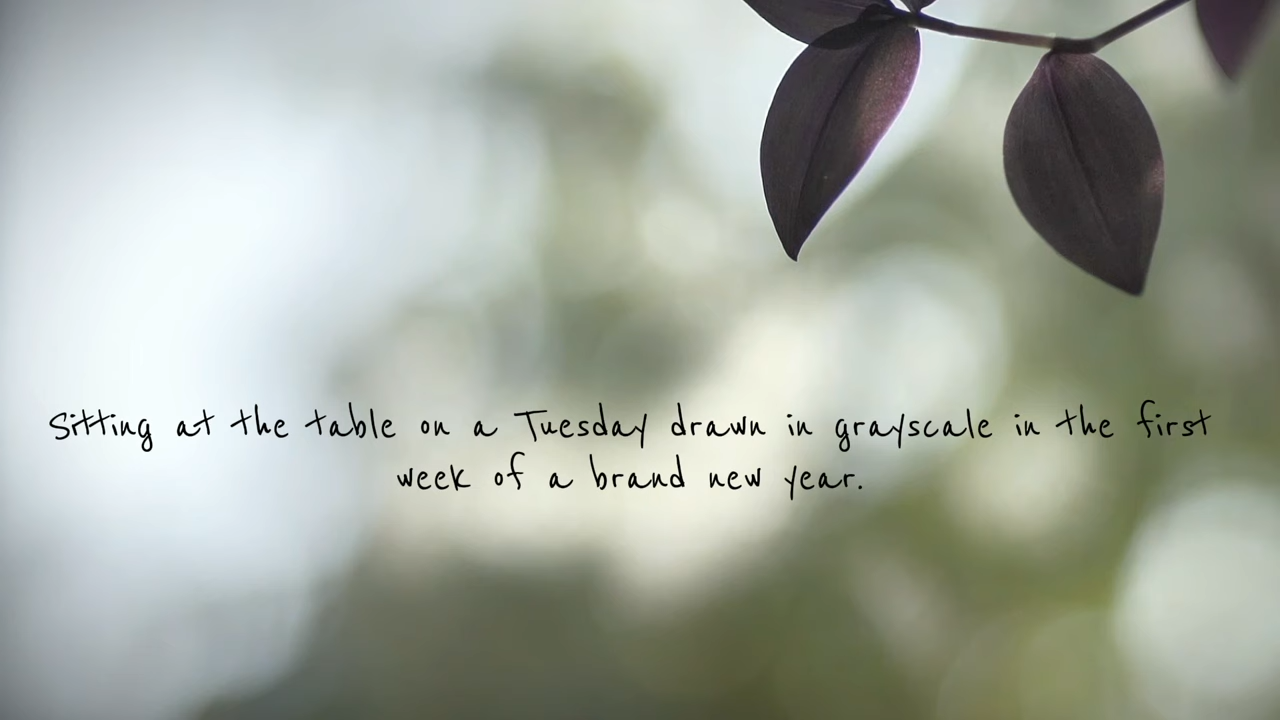 Sitting at the table on a Tuesday drawn in grayscale in the first
week of a brand new year.